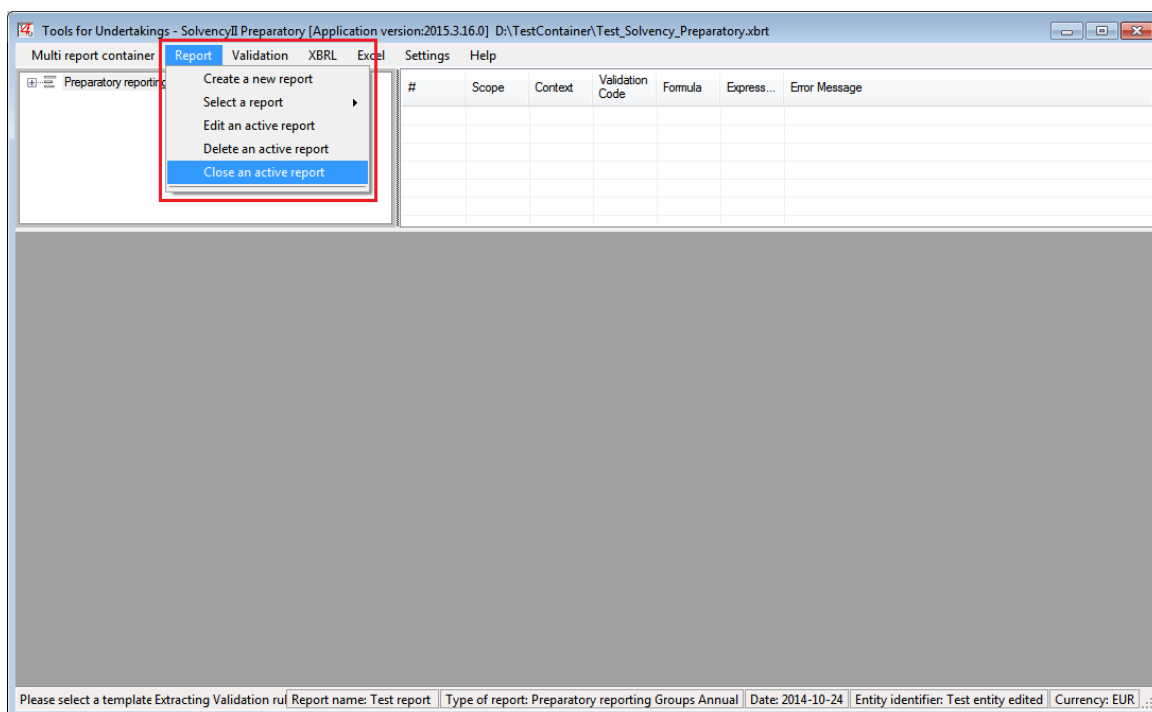 Tools for Undertakings - SolvencyII Preparatory [Application version:2015.3.16.0] D:\TestContainer\Test_Solvency_Preparatory.xbrt
Multi report container Report Validation XBRL Excel Settings Help
Preparatory reporting
Create a new report
Select a report
Edit an active report
Delete an active report
Close an active report
# Scope Context Validation Code Formula Express... Error Message
Please select a template Extracting Validation rul Report name: Test report Type of report: Preparatory reporting Groups Annual Date: 2014-10-24 Entity identifier: Test entity edited Currency: EUR